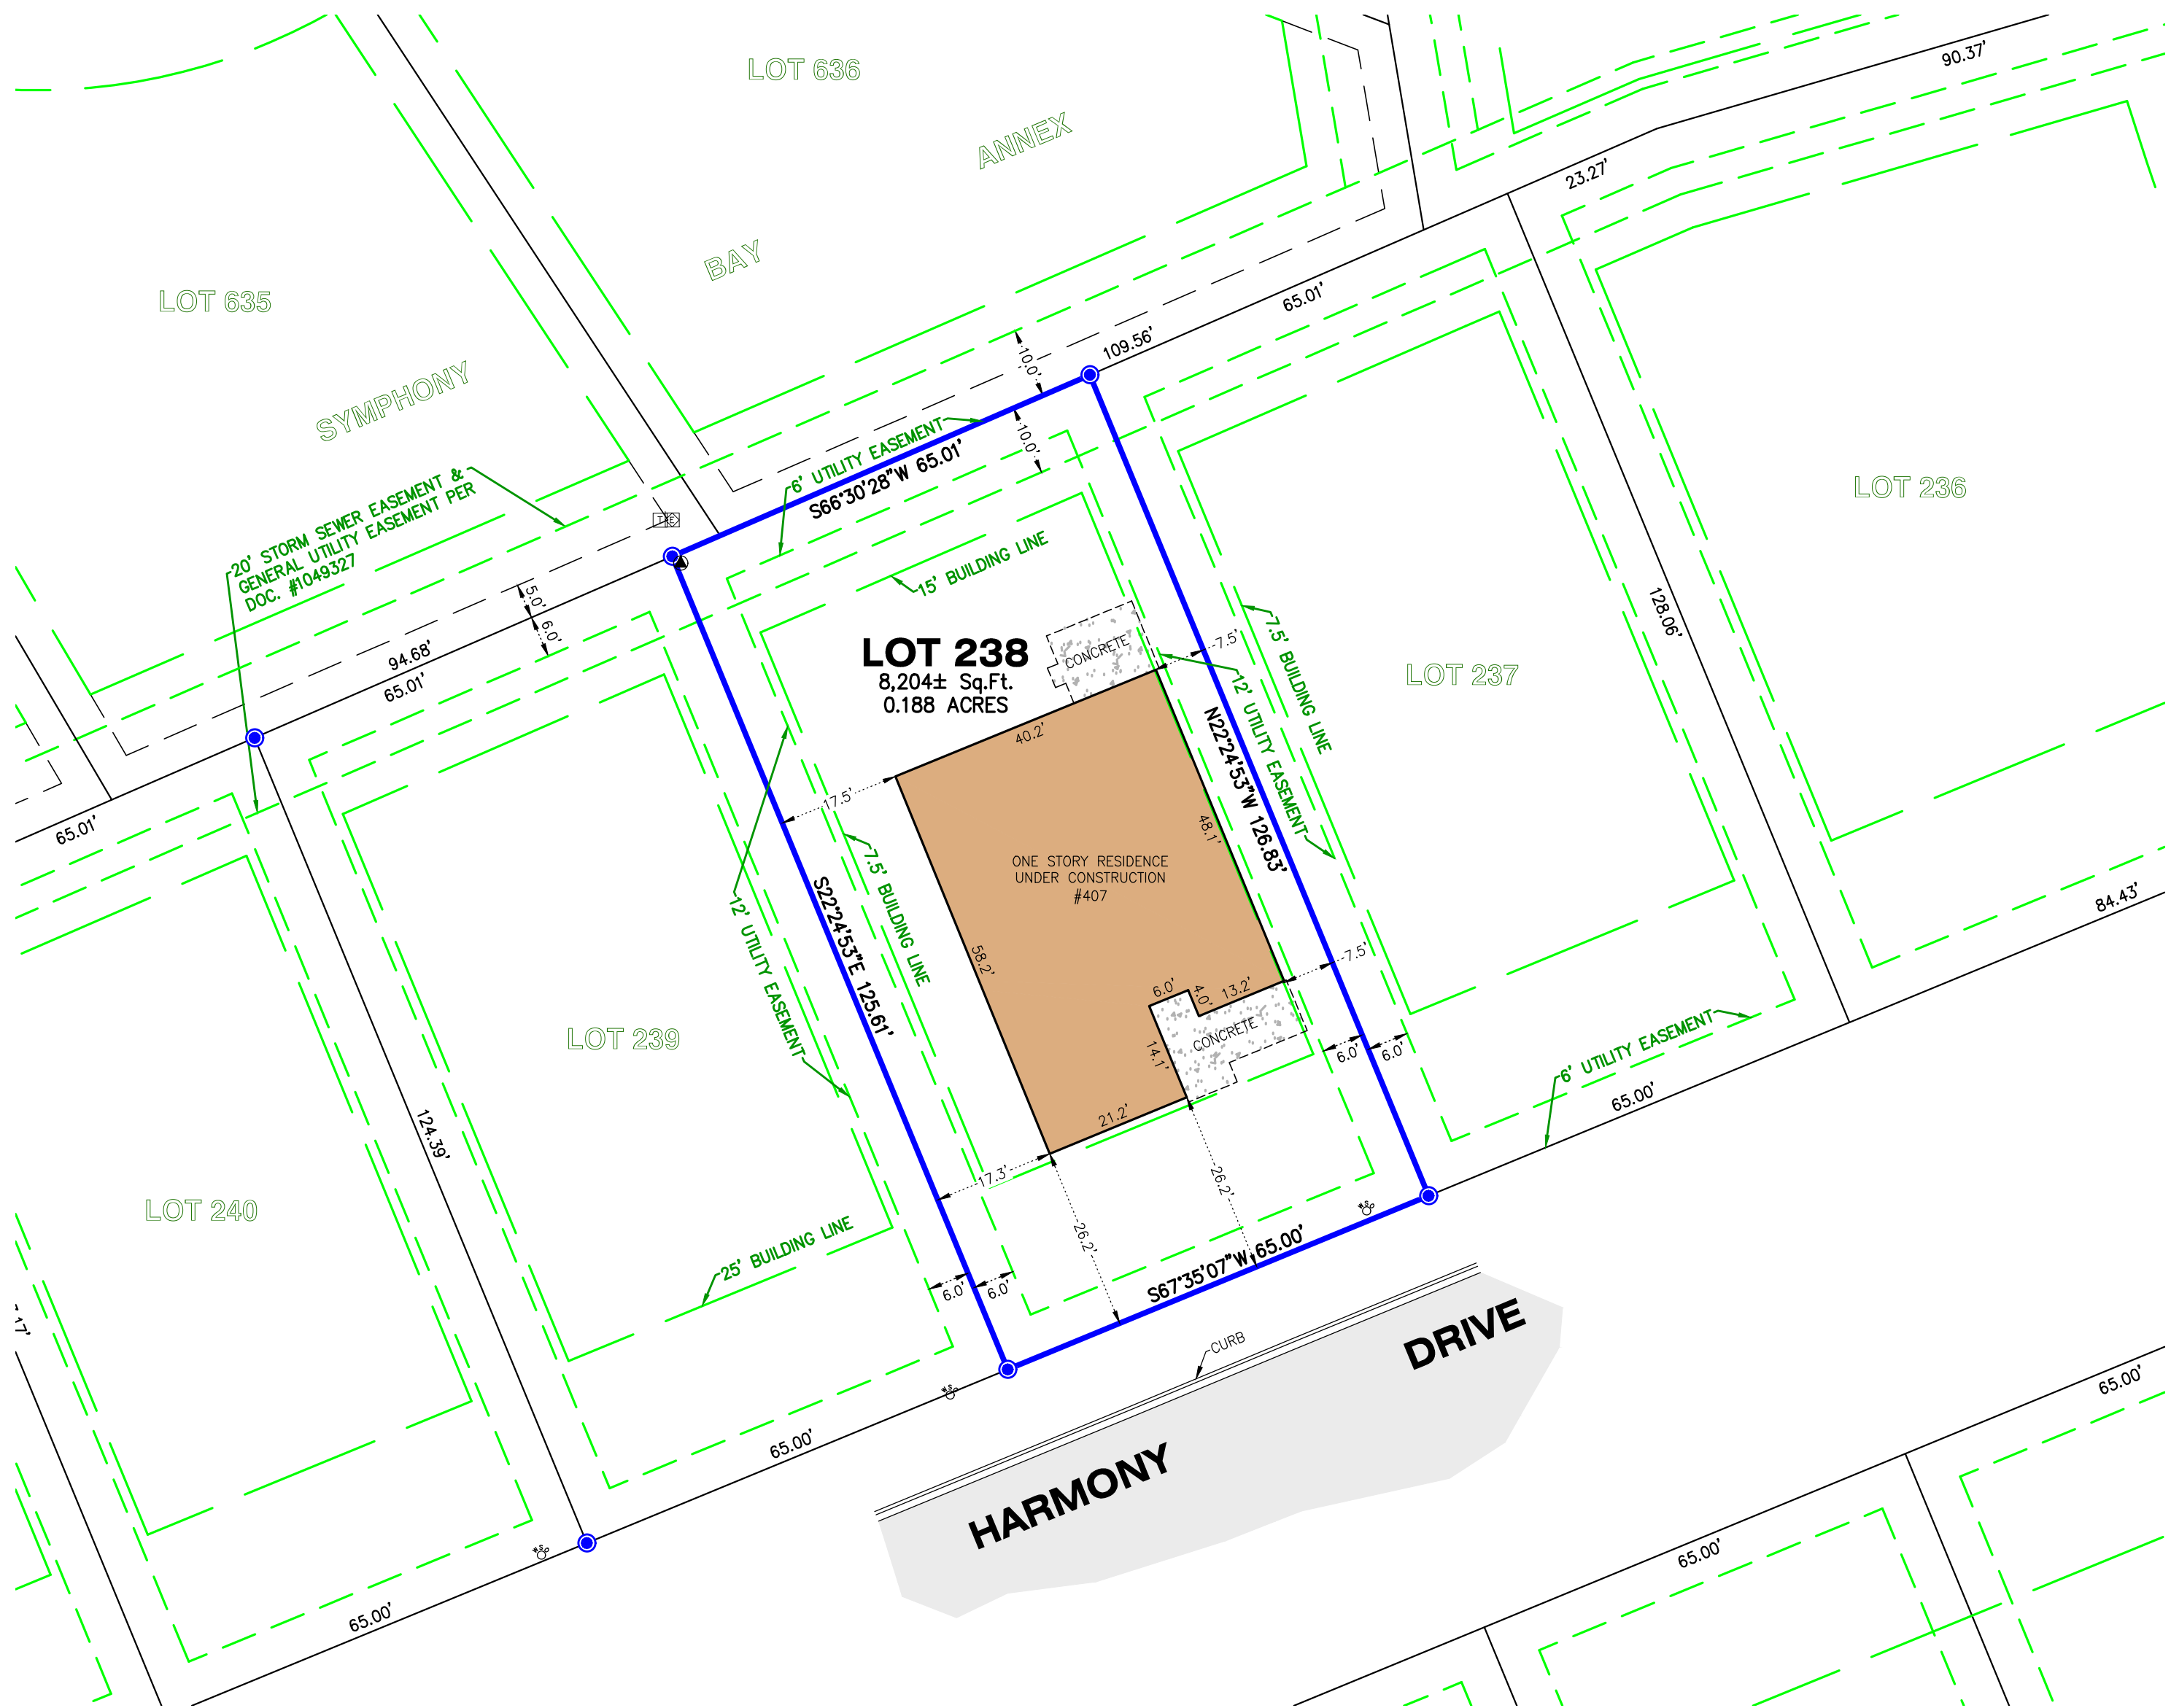 LOT 636
ANNEX
90.37'
23.27'
BAY
LOT 635
65.01'
109.56'
10.0'
SYMPHONY
6' UTILITY EASEMENT
10.0'
S66°30'28"W 65.01'
LOT 236
20' STORM SEWER EASEMENT &
GENERAL UTILITY EASEMENT PER
DOC. #1049327
15' BUILDING LINE
5.0'
6.0'
128.06'
LOT 238
8,204± Sq.Ft.
0.188 ACRES
CONCRETE
7.5'
7.5' BUILDING LINE
94.68'
65.01'
LOT 237
12' UTILITY EASEMENT
40.2'
N22°24'53"W 126.83'
17.5'
65.01'
48.1'
ONE STORY RESIDENCE
UNDER CONSTRUCTION
#407
7.5' BUILDING LINE
S22°24'53"E 125.61'
12' UTILITY EASEMENT
84.43'
58.2'
7.5'
6.0'
4.0'
13.2'
LOT 239
CONCRETE
14.1'
6.0'
6.0'
6' UTILITY EASEMENT
65.00'
21.2'
124.39'
17.3'
26.2'
LOT 240
26.2'
25' BUILDING LINE
6.0'
6.0'
S67°35'07"W 65.00'
CURB
DRIVE
HARMONY
65.00'
65.00'
65.00'
65.00'